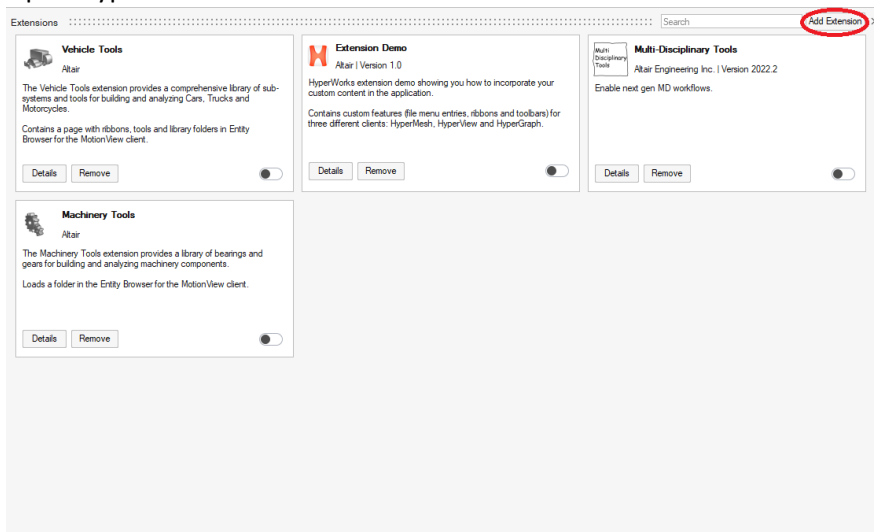 Extensions
Search
Add Extension
Vehicle Tools
Altair
The Vehicle Tools extension provides a comprehensive library of sub-
systems and tools for building and analyzing Cars, Trucks and
Motorcycles.
Contains a page with ribbons, tools and library folders in Entity
Browser for the MotionView client.
Details
Remove
Extension Demo
Altair | Version 1.0
HyperWorks extension demo showing you how to incorporate your
custom content in the application.
Contains custom features (file menu entries, ribbons and toolbars) for
three different clients: HyperMesh, HyperView and HyperGraph.
Details
Remove
Multi
Disciplinary
Tools
Multi-Disciplinary Tools
Altair Engineering Inc. | Version 2022.2
Enable next gen MD workflows.
Details
Remove
Machinery Tools
Altair
The Machinery Tools extension provides a library of bearings and
gears for building and analyzing machinery components.
Loads a folder in the Entity Browser for the MotionView client.
Details
Remove